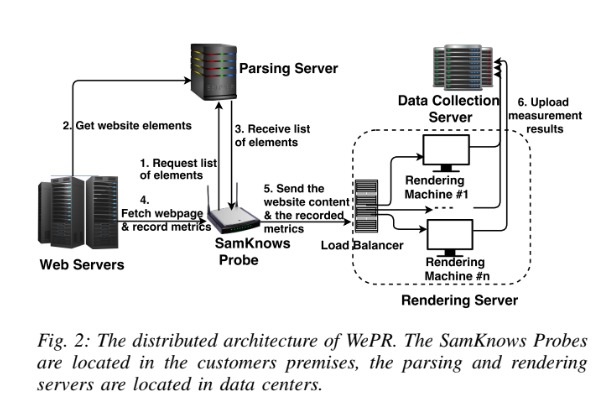 Parsing Server
2. Get website elements
3. Receive list
of elements
1. Request list
of elements
4.
Fetch webpage
& record metrics
Web Servers
SamKnows
Probe
5. Send the
website content
& the recorded
metrics
Load Balancer
Data Collection
Server
6. Upload
measurement
results
Rendering
Machine #1
Rendering
Machine #n
Rendering Server
Fig. 2: The distributed architecture of WePR. The SamKnows Probes
are located in the customers premises, the parsing and rendering
servers are located in data centers.